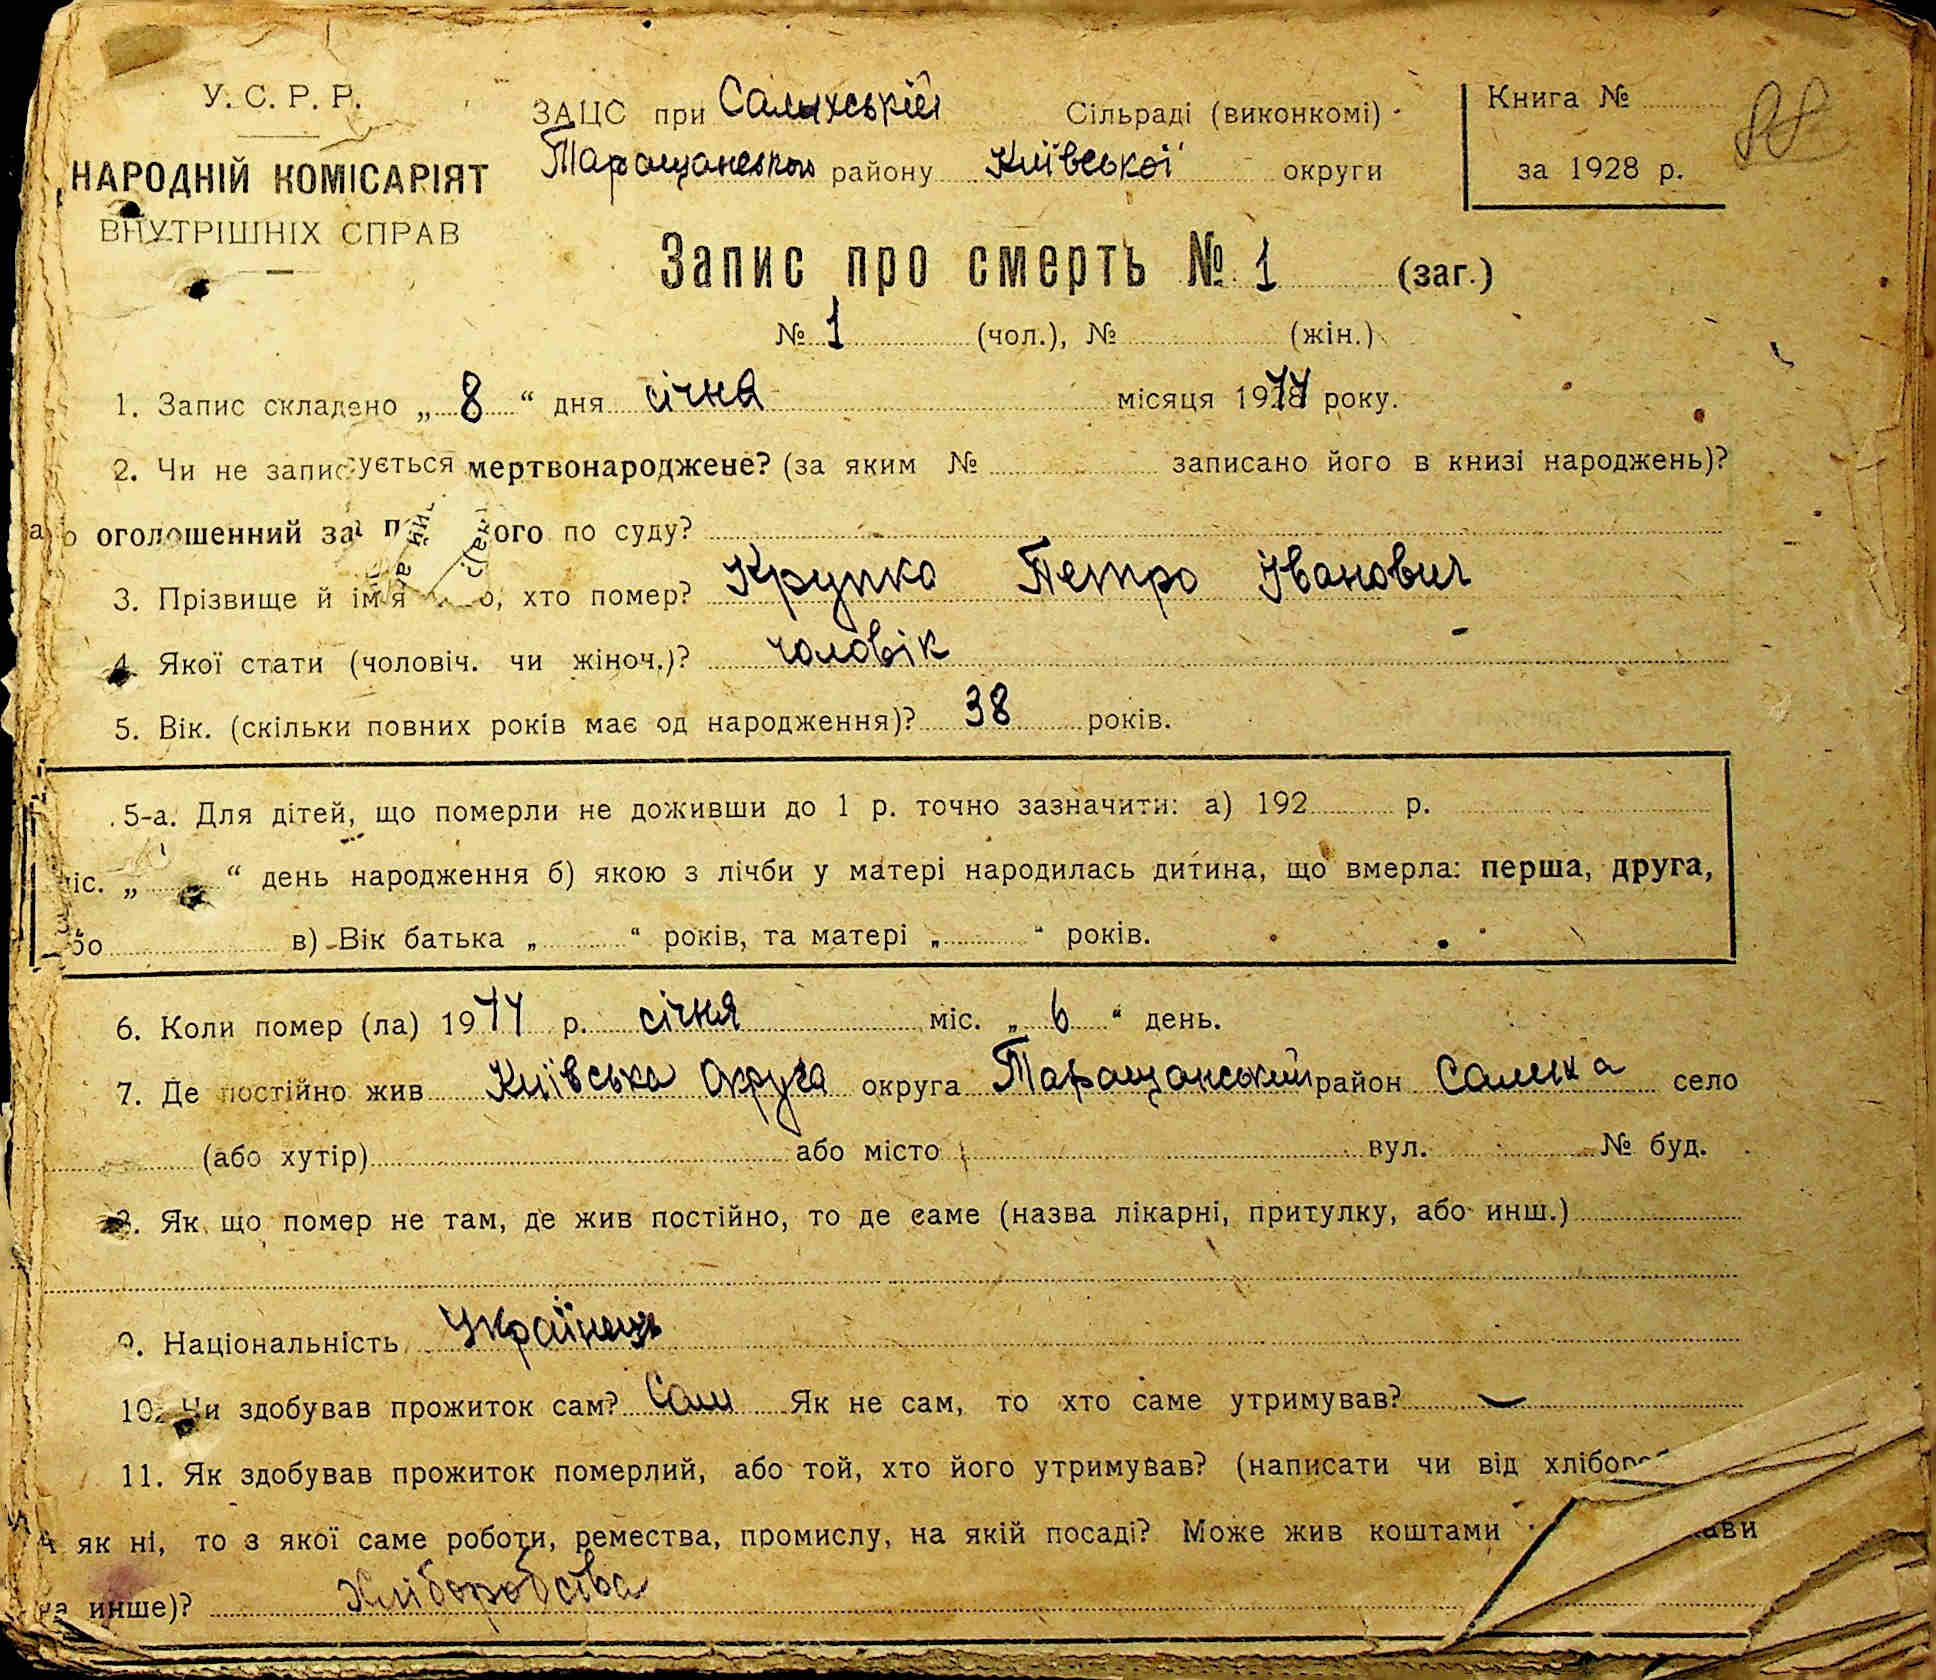 У. С. Р. Р.
НАРОДНІЙ КОМІСАРІЯТ
ВНУТРІШНІХ СПРАВ
ЗАЦС при Салихській Сільраді (виконкомі)
Таращанського району Київської округи
Книга №
за 1928 р.
Запис про смерть № 1 (заг.)
№ 1 (чол.), № (жін.)
1. Запис складено „ 8 “ дня січня місяця 19 року.
2. Чи не записується мертвонароджене? (за яким № записано його в книзі народжень)?
оголошенний за по суду?
3. Прізвище й ім'я хто помер? Крупко Петро Іванович
4. Якої стати (чоловіч. чи жіноч.)? чоловік
5. Вік. (скільки повних років має од народження)? 38 років.
5-а. Для дітей, що померли не доживши до 1 р. точно зазначити: а) 192 р.
міс. „ “ день народження б) якою з лічби у матері народилась дитина, що вмерла: перша, друга,
бо в) Вік батька „ “ років, та матері „ “ років.
6. Коли помер (ла) 1944 р. січня міс. „ 6 “ день.
7. Де постійно жив Київська округа округа Таращанський район Салиха село
(або хутір) або місто вул. № буд.
8. Як що помер не там, де жив постійно, то де саме (назва лікарні, притулку, або инш.)
9. Національність Українець
10. Чи здобував прожиток сам? Сам Як не сам, то хто саме утримував? —
11. Як здобував прожиток померлий, або той, хто його утримував? (написати чи від
як ні, то з якої саме роботи, ремества, промислу, на якій посаді? Може жив коштами
инше)? Хліборобства